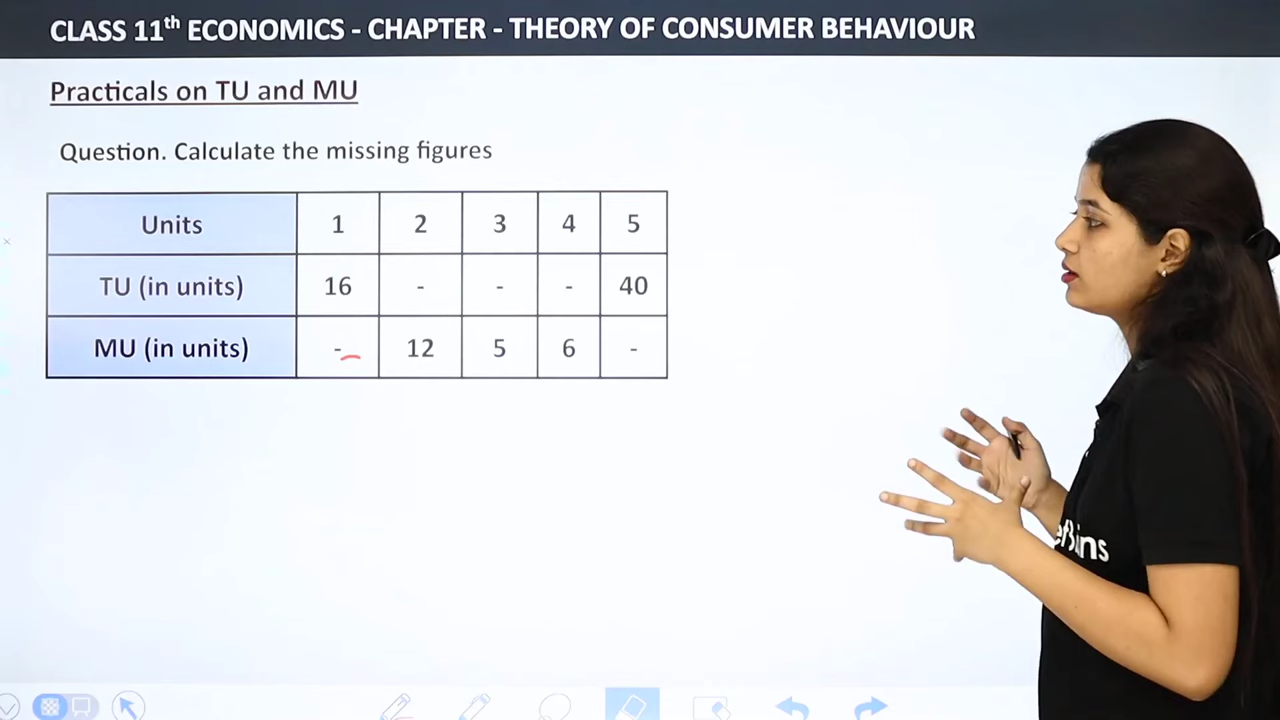 CLASS 11th ECONOMICS - CHAPTER - THEORY OF CONSUMER BEHAVIOUR
Practicals on TU and MU
Question. Calculate the missing figures
Units 1 2 3 4 5
TU (in units) 16 - - - 40
MU (in units) - 12 5 6 -